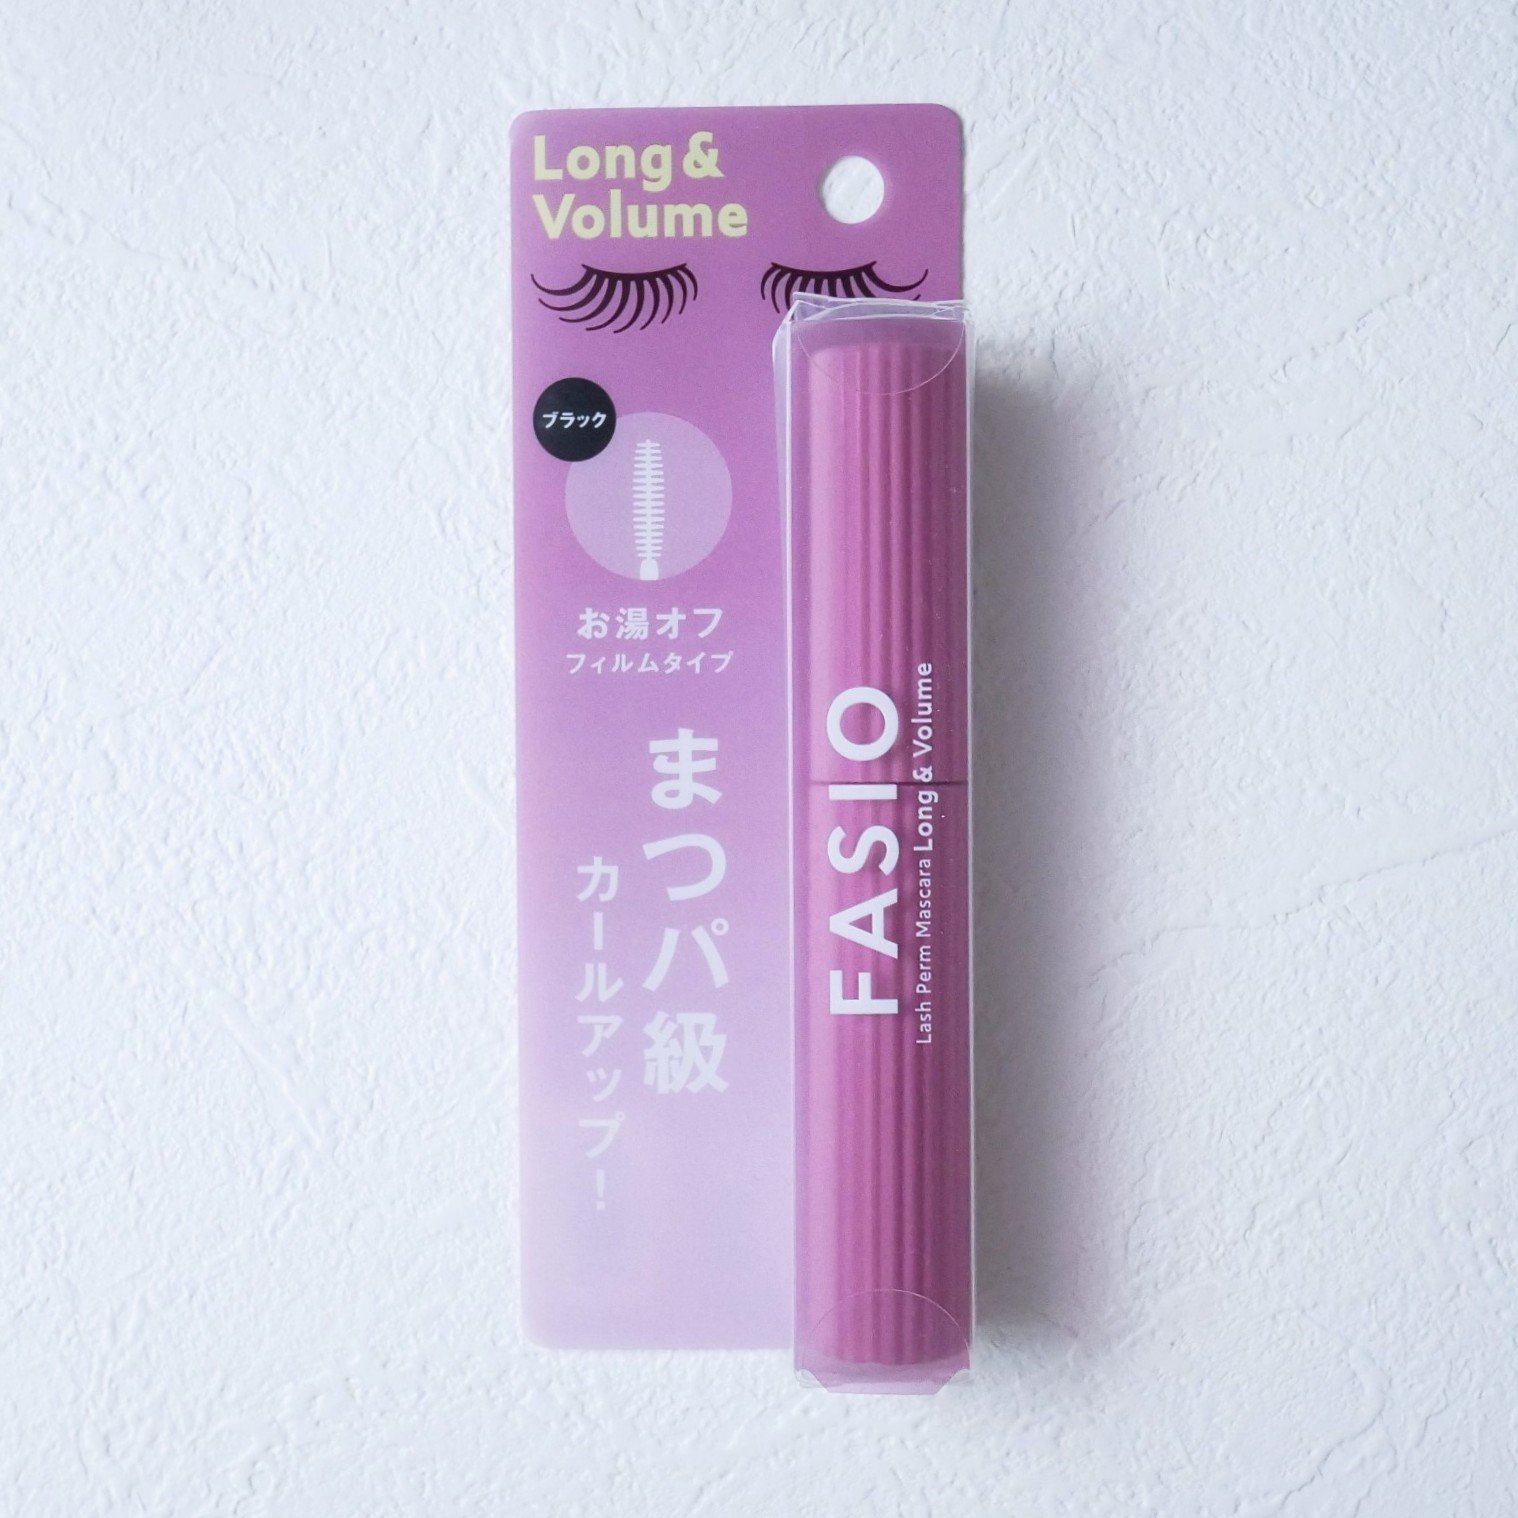 Long &
Volume
ブラック
お湯オフ
フィルムタイプ
まつパ級
カールアップ!
FASIO
Lash Perm Mascara Long & Volume